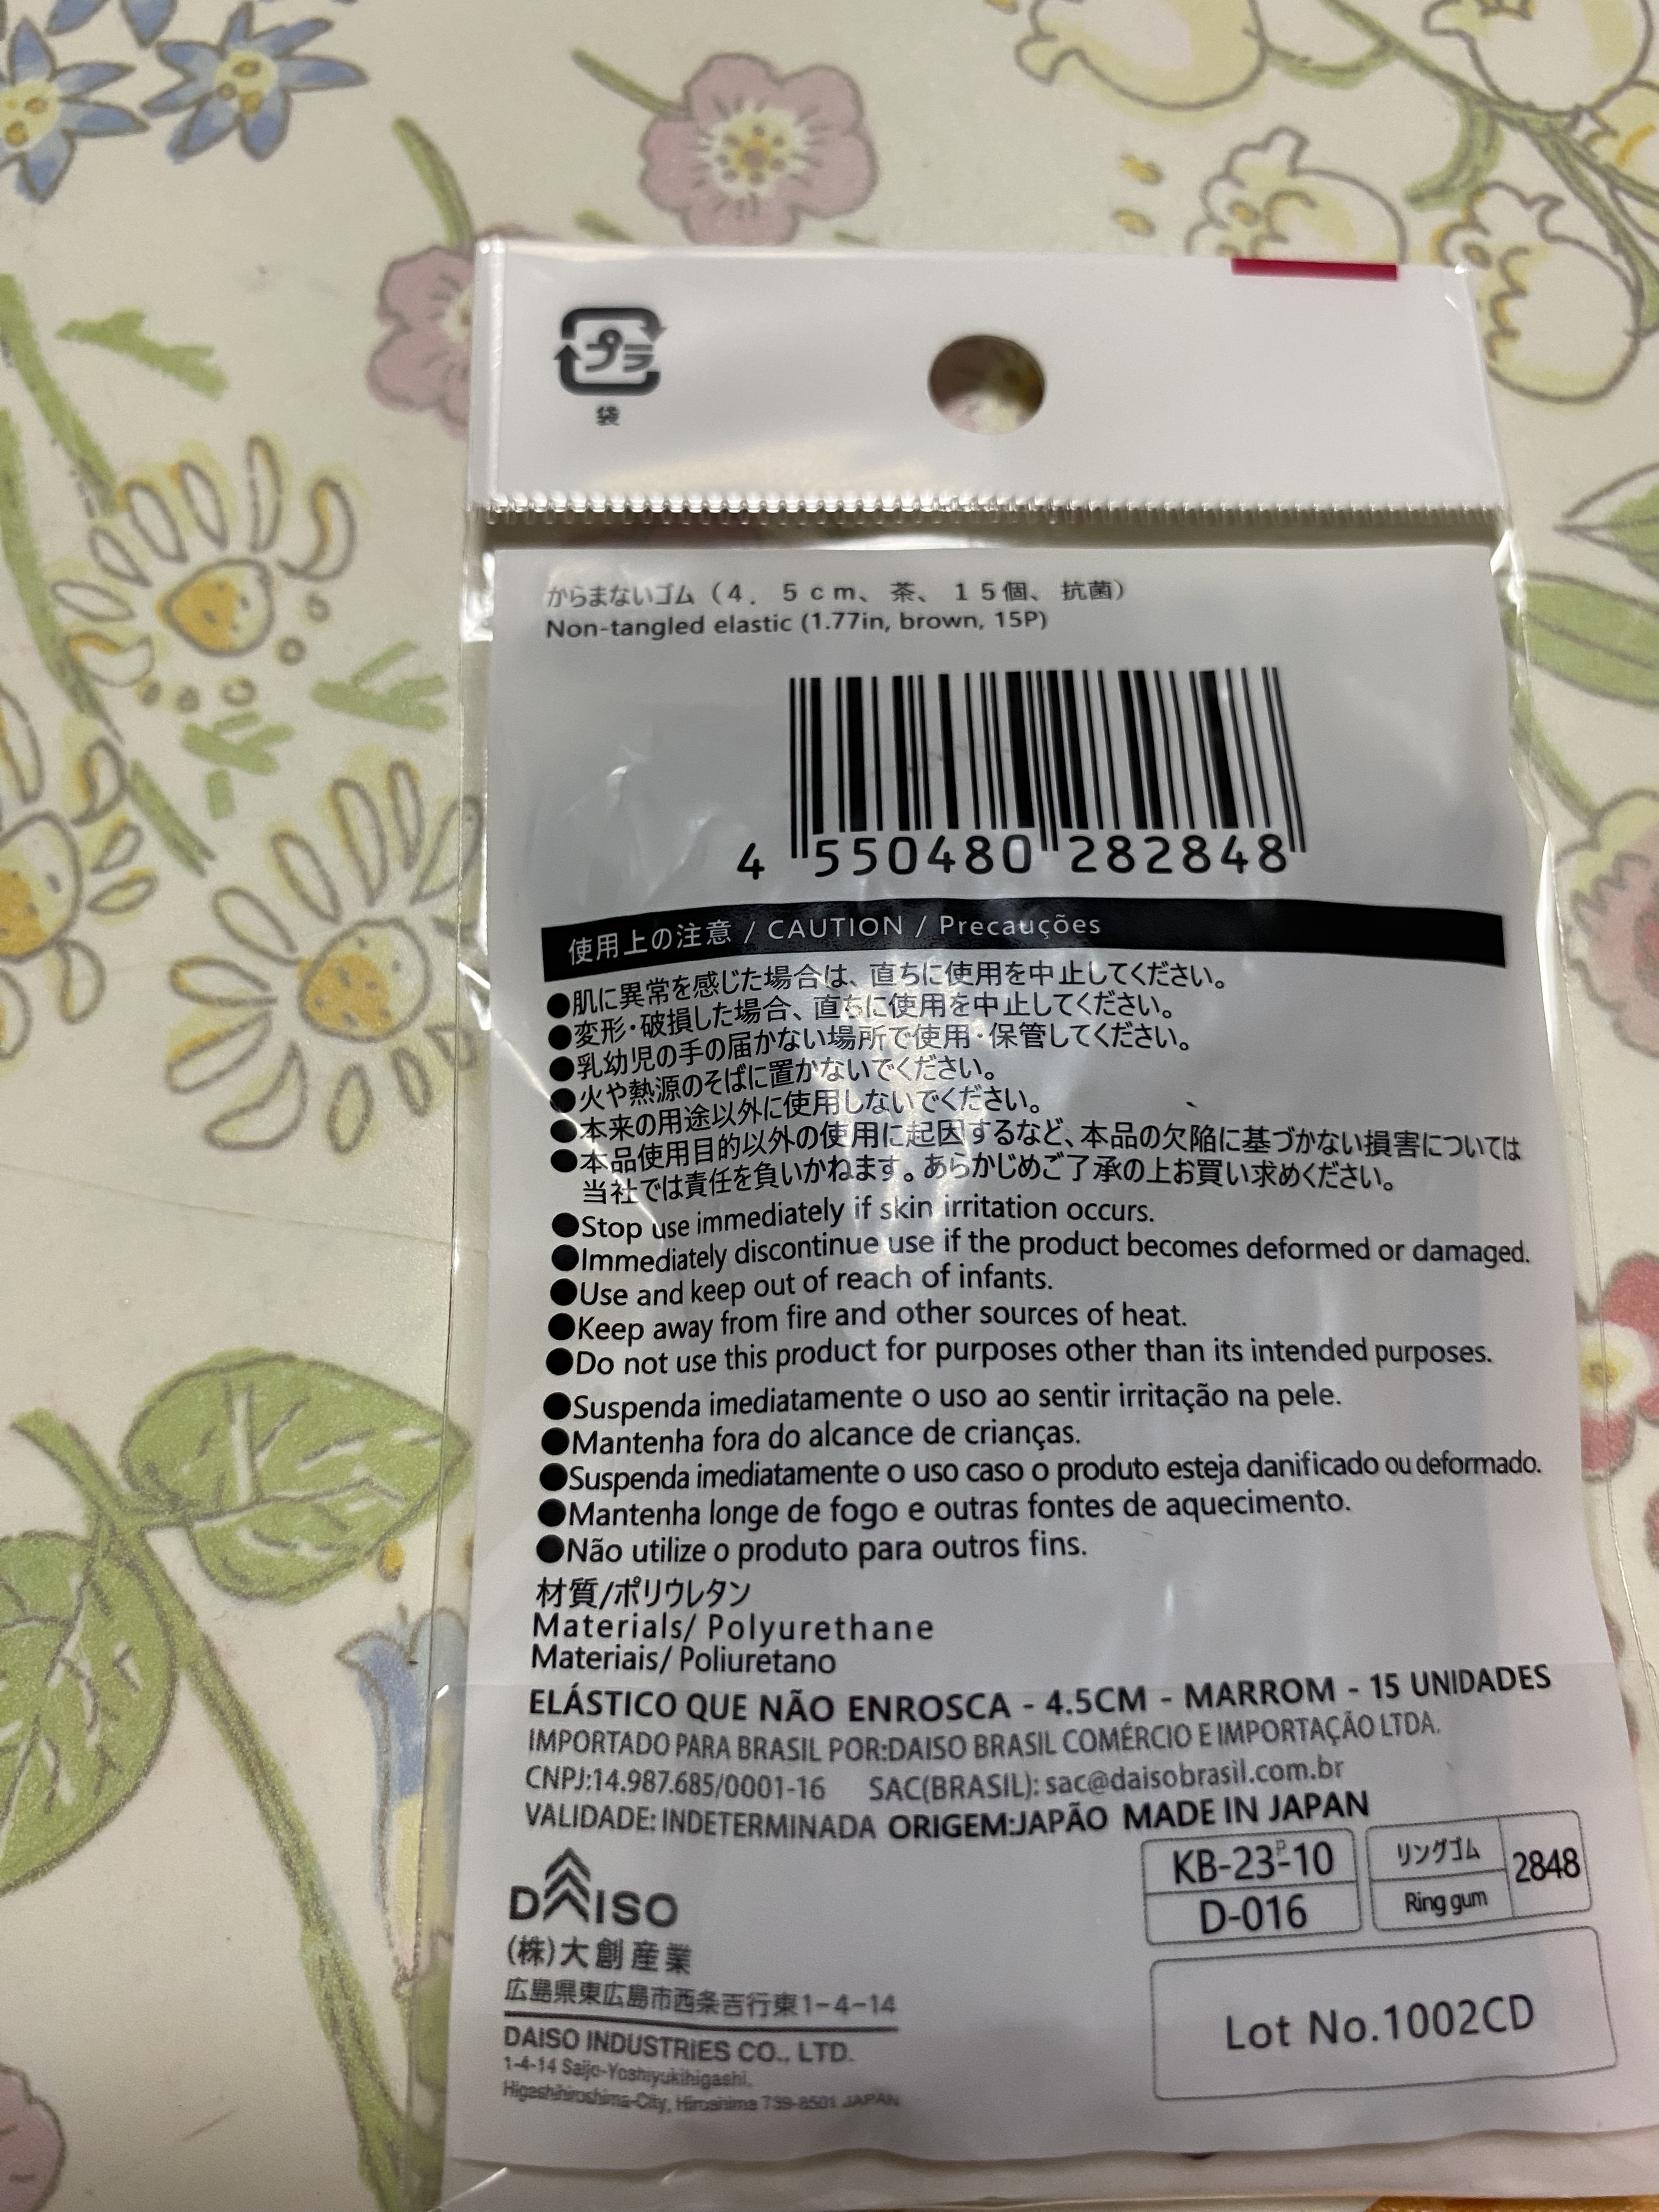 プラ
袋
からまないゴム（４．５ｃｍ、茶、１５個、抗菌）
Non-tangled elastic (1.77in, brown, 15P)
4 550480 282848
使用上の注意 / CAUTION / Precauções
●肌に異常を感じた場合は、直ちに使用を中止してください。
●変形・破損した場合、直ちに使用を中止してください。
●乳幼児の手の届かない場所で使用・保管してください。
●火や熱源のそばに置かないでください。
●本来の用途以外に使用しないでください。
●本品使用目的以外の使用に起因するなど、本品の欠陥に基づかない損害については
当社では責任を負いかねます。あらかじめご了承の上お買い求めください。
●Stop use immediately if skin irritation occurs.
●Immediately discontinue use if the product becomes deformed or damaged.
●Use and keep out of reach of infants.
●Keep away from fire and other sources of heat.
●Do not use this product for purposes other than its intended purposes.
●Suspenda imediatamente o uso ao sentir irritação na pele.
●Mantenha fora do alcance de crianças.
●Suspenda imediatamente o uso caso o produto esteja danificado ou deformado.
●Mantenha longe de fogo e outras fontes de aquecimento.
●Não utilize o produto para outros fins.
材質/ポリウレタン
Materials/ Polyurethane
Materiais/ Poliuretano
ELÁSTICO QUE NÃO ENROSCA - 4.5CM - MARROM - 15 UNIDADES
IMPORTADO PARA BRASIL POR:DAISO BRASIL COMÉRCIO E IMPORTAÇÃO LTDA.
CNPJ:14.987.685/0001-16 SAC(BRASIL): sac@daisobrasil.com.br
VALIDADE: INDETERMINADA ORIGEM:JAPÃO MADE IN JAPAN
KB-23-P-10
D-016
リングゴム
Ring gum
2848
DAISO
(株)大創産業
広島県東広島市西条吉行東1-4-14
DAISO INDUSTRIES CO., LTD.
1-4-14 Saijo-Yoshiyukihigashi,
Higashihiroshima-City, Hiroshima 739-8501 JAPAN
Lot No.1002CD